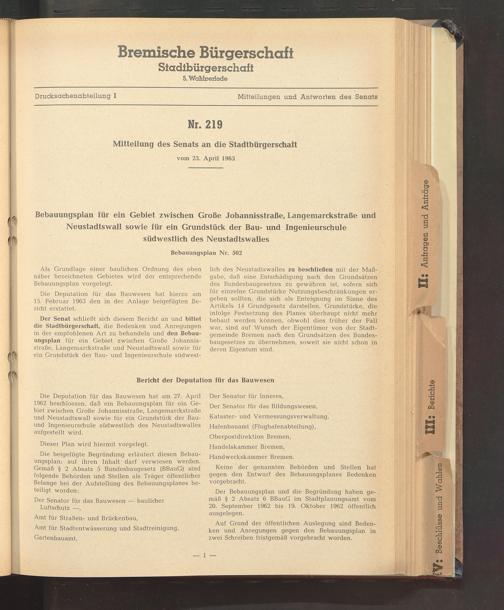 Bremische Bürgerschaft
Stadtbürgerschaft
5. Wahlperiode
Drucksachenabteilung I
Mitteilungen und Antworten des Senats
Nr. 219
Mitteilung des Senats an die Stadtbürgerschaft
vom 23. April 1963
Bebauungsplan für ein Gebiet zwischen Große Johannisstraße, Langemarckstraße und
Neustadtswall sowie für ein Grundstück der Bau- und Ingenieurschule
südwestlich des Neustadtswalles
Bebauungsplan Nr. 502
Als Grundlage einer baulichen Ordnung des oben
näher bezeichneten Gebietes wird der entsprechende
Bebauungsplan vorgelegt.
Die Deputation für das Bauwesen hat hierzu am
15. Februar 1963 den in der Anlage beigefügten Be-
richt erstattet.
Der Senat schließt sich diesem Bericht an und bittet
die Stadtbürgerschaft, die Bedenken und Anregungen
in der empfohlenen Art zu behandeln und den Bebau-
ungsplan für ein Gebiet zwischen Große Johannis-
straße, Langemarckstraße und Neustadtswall sowie für
ein Grundstück der Bau- und Ingenieurschule südwest-
lich des Neustadtswalles zu beschließen mit der Maß-
gabe, daß eine Entschädigung nach den Grundsätzen
des Bundesbaugesetzes zu gewähren ist, sofern sich
für einzelne Grundstücke Nutzungsbeschränkungen er-
geben sollten, die sich als Enteignung im Sinne des
Artikels 14 Grundgesetz darstellen. Grundstücke, die
infolge Festsetzung des Planes überhaupt nicht mehr
bebaut werden können, obwohl dies früher der Fall
war, sind auf Wunsch der Eigentümer von der Stadt-
gemeinde Bremen nach den Grundsätzen des Bundes-
baugesetzes zu übernehmen, soweit sie nicht schon in
deren Eigentum sind.
Bericht der Deputation für das Bauwesen
Die Deputation für das Bauwesen hat am 27. April
1962 beschlossen, daß ein Bebauungsplan für ein Ge-
biet zwischen Große Johannisstraße, Langemarckstraße
und Neustadtswall sowie für ein Grundstück der Bau-
und Ingenieurschule südwestlich des Neustadtswalles
aufgestellt wird.
Dieser Plan wird hiermit vorgelegt.
Die beigefügte Begründung erläutert diesen Bebau-
ungsplan; auf ihren Inhalt darf verwiesen werden.
Gemäß § 2 Absatz 5 Bundesbaugesetz (BBauG) sind
folgende Behörden und Stellen als Träger öffentlicher
Belange bei der Aufstellung des Bebauungsplanes be-
teiligt worden:
Der Senator für das Bauwesen — baulicher
Luftschutz —,
Amt für Straßen- und Brückenbau,
Amt für Stadtentwässerung und Stadtreinigung,
Gartenbauamt,
Der Senator für Inneres,
Der Senator für das Bildungswesen,
Kataster- und Vermessungsverwaltung,
Hafenbauamt (Flughafenabteilung),
Oberpostdirektion Bremen,
Handelskammer Bremen,
Handwerkskammer Bremen.
Keine der genannten Behörden und Stellen hat
gegen den Entwurf des Bebauungsplanes Bedenken
vorgebracht.
Der Bebauungsplan und die Begründung haben ge-
mäß § 2 Absatz 6 BBauG im Stadtplanungsamt vom
20. September 1962 bis 19. Oktober 1962 öffentlich
ausgelegen.
Auf Grund der öffentlichen Auslegung sind Beden-
ken und Anregungen gegen den Bebauungsplan in
zwei Schreiben fristgemäß vorgebracht worden.
— 1 —
II: Anfragen und Anträge
III: Berichte
IV: Beschlüsse und Wahlen